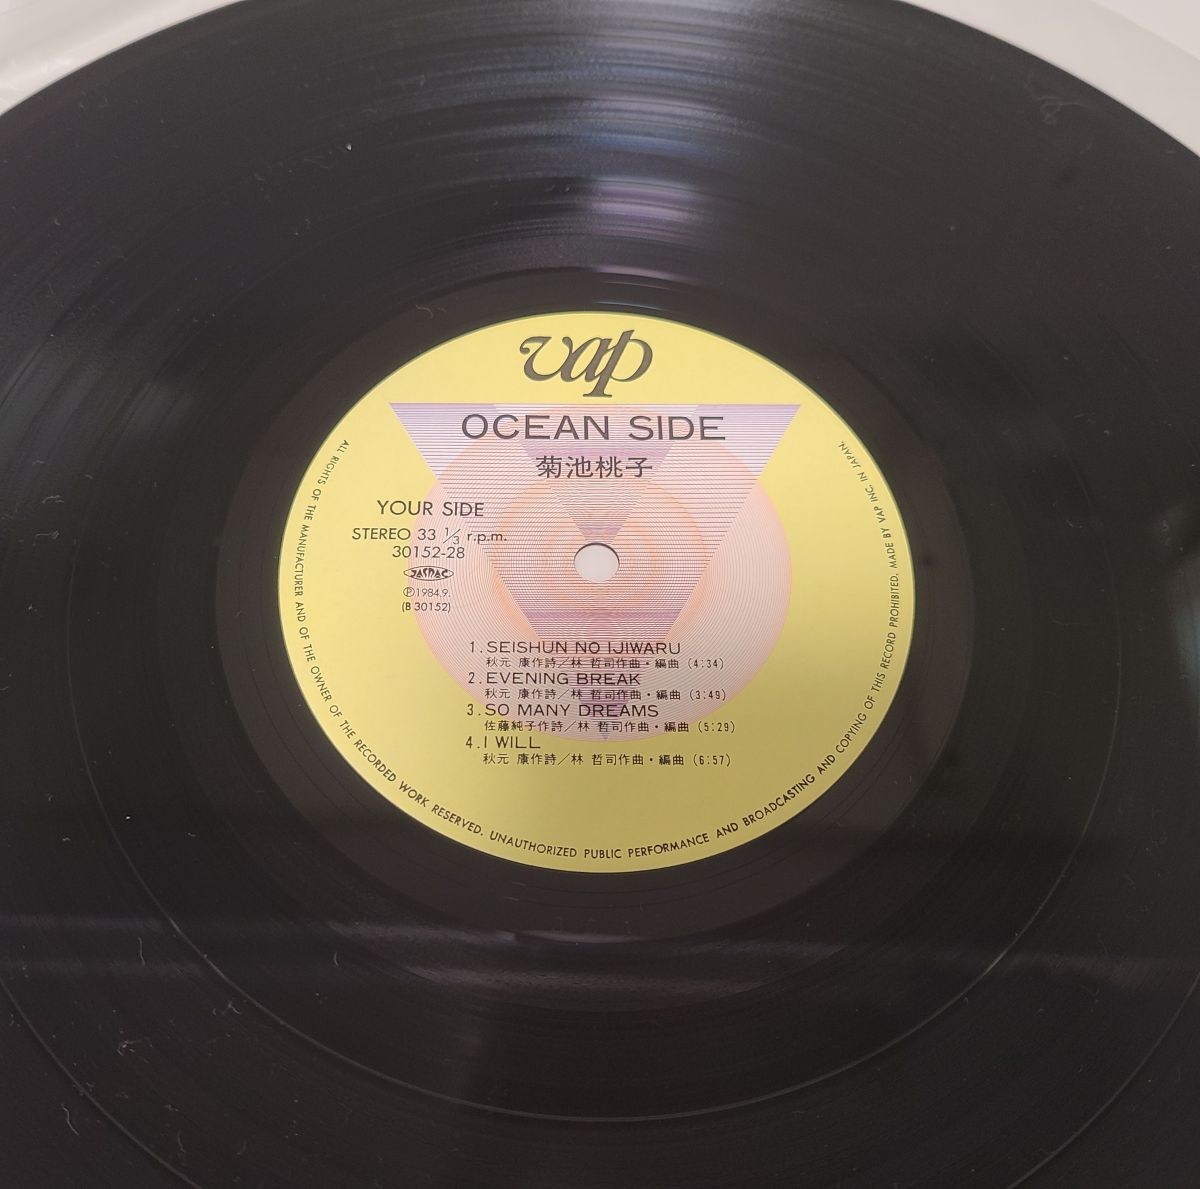 vap
OCEAN SIDE
菊池桃子
YOUR SIDE
STEREO 33 1/3 r.p.m.
30152-28
JASRAC
Ⓟ1984.9.
(B 30152)
1. SEISHUN NO IJIWARU
秋元 康作詩／林 哲司作曲・編曲 (4:34)
2. EVENING BREAK
秋元 康作詩／林 哲司作曲・編曲 (3:49)
3. SO MANY DREAMS
佐藤純子作詩／林 哲司作曲・編曲 (5:29)
4. I WILL
秋元 康作詩／林 哲司作曲・編曲 (6:57)
ALL RIGHTS OF THE MANUFACTURER AND OF THE OWNER OF THE RECORDED WORK RESERVED. UNAUTHORIZED PUBLIC PERFORMANCE AND BROADCASTING AND COPYING OF THIS RECORD PROHIBITED. MADE BY VAP INC. IN JAPAN.